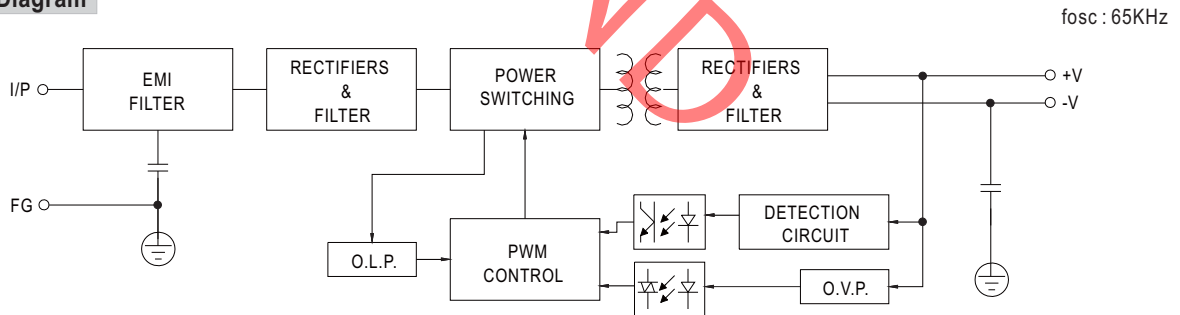 Diagram
fosc : 65KHz
I/P
EMI
FILTER
RECTIFIERS
&
FILTER
POWER
SWITCHING
RECTIFIERS
&
FILTER
+V
-V
FG
O.L.P.
PWM
CONTROL
DETECTION
CIRCUIT
O.V.P.